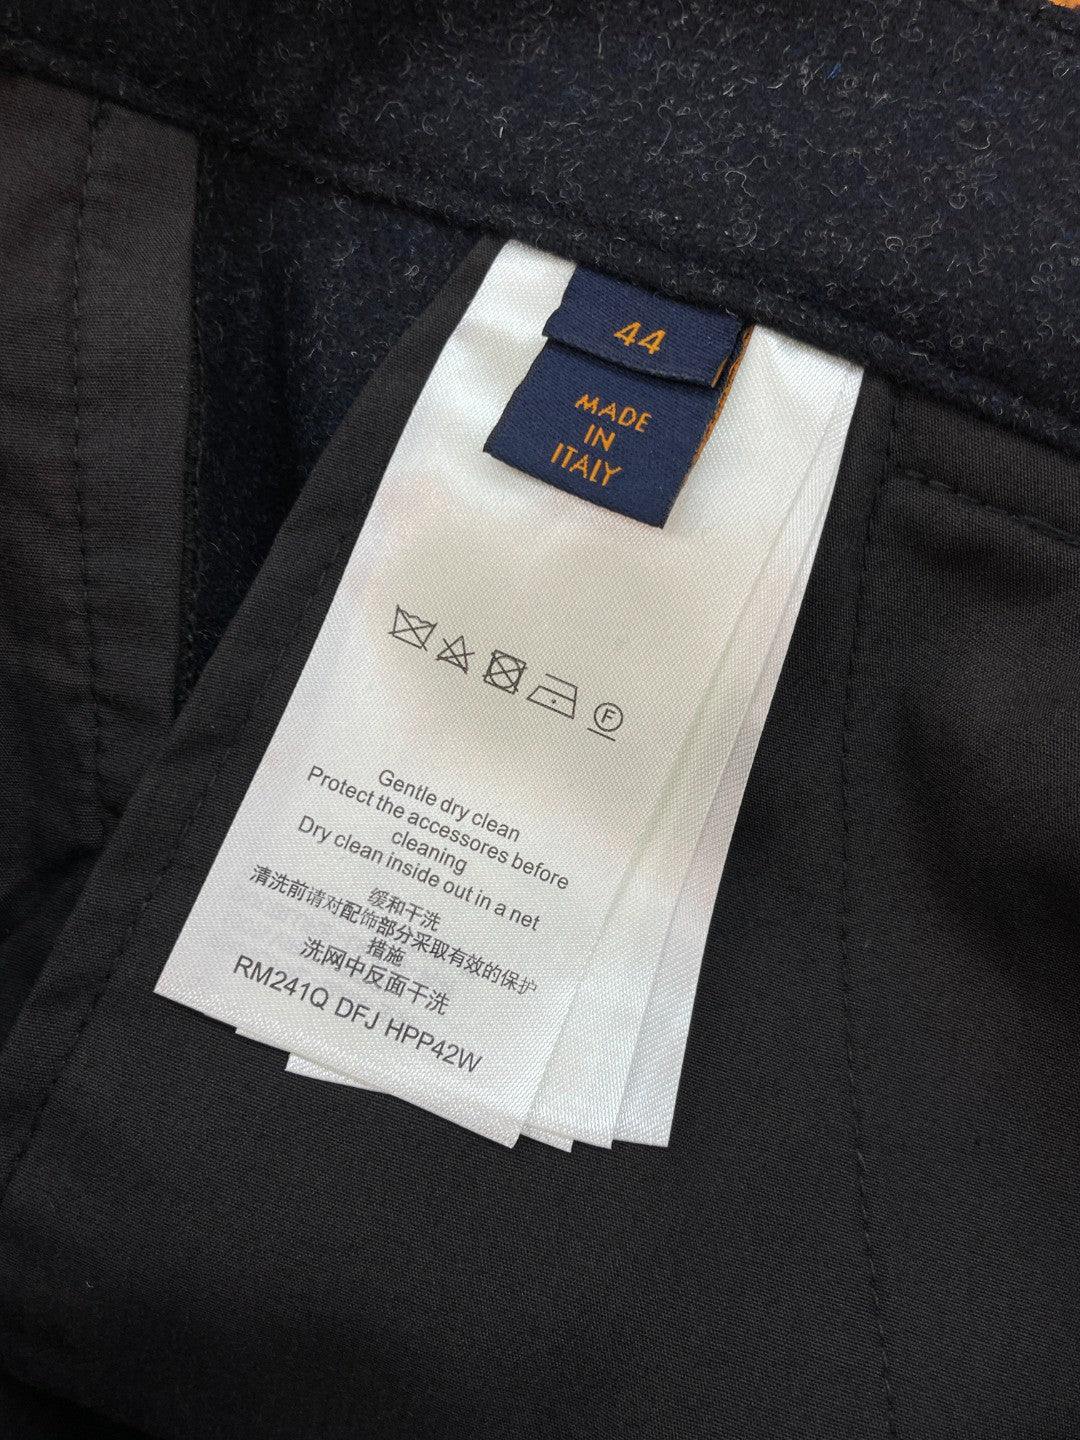 44
MADE
IN
ITALY
F
Gentle dry clean
Protect the accessores before
cleaning
Dry clean inside out in a net
缓和干洗
清洗前请对配饰部分采取有效的保护
措施
洗网中反面干洗
RM241Q DFJ HPP42W